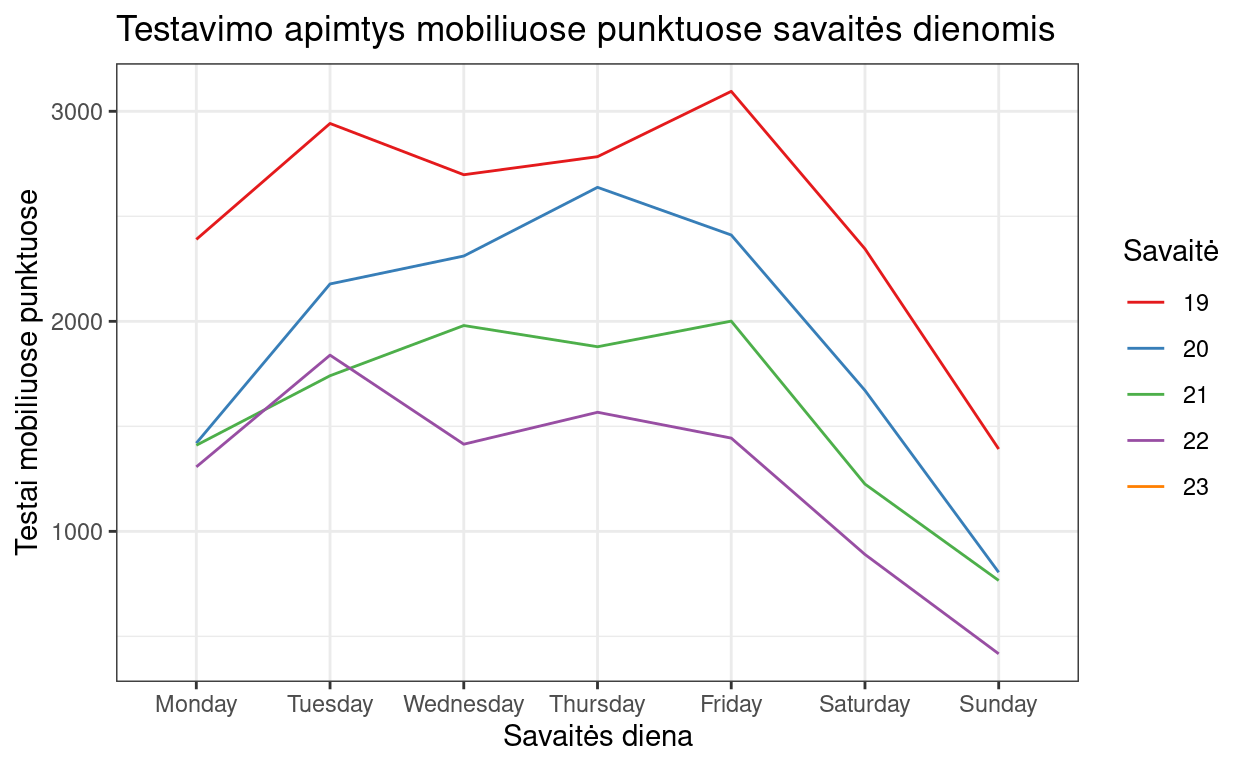 Testavimo apimtys mobiliuose punktuose savaitės dienomis
Testai mobiliuose punktuose
3000
2000
1000
Monday Tuesday Wednesday Thursday Friday Saturday Sunday
Savaitės diena
Savaitė
19
20
21
22
23